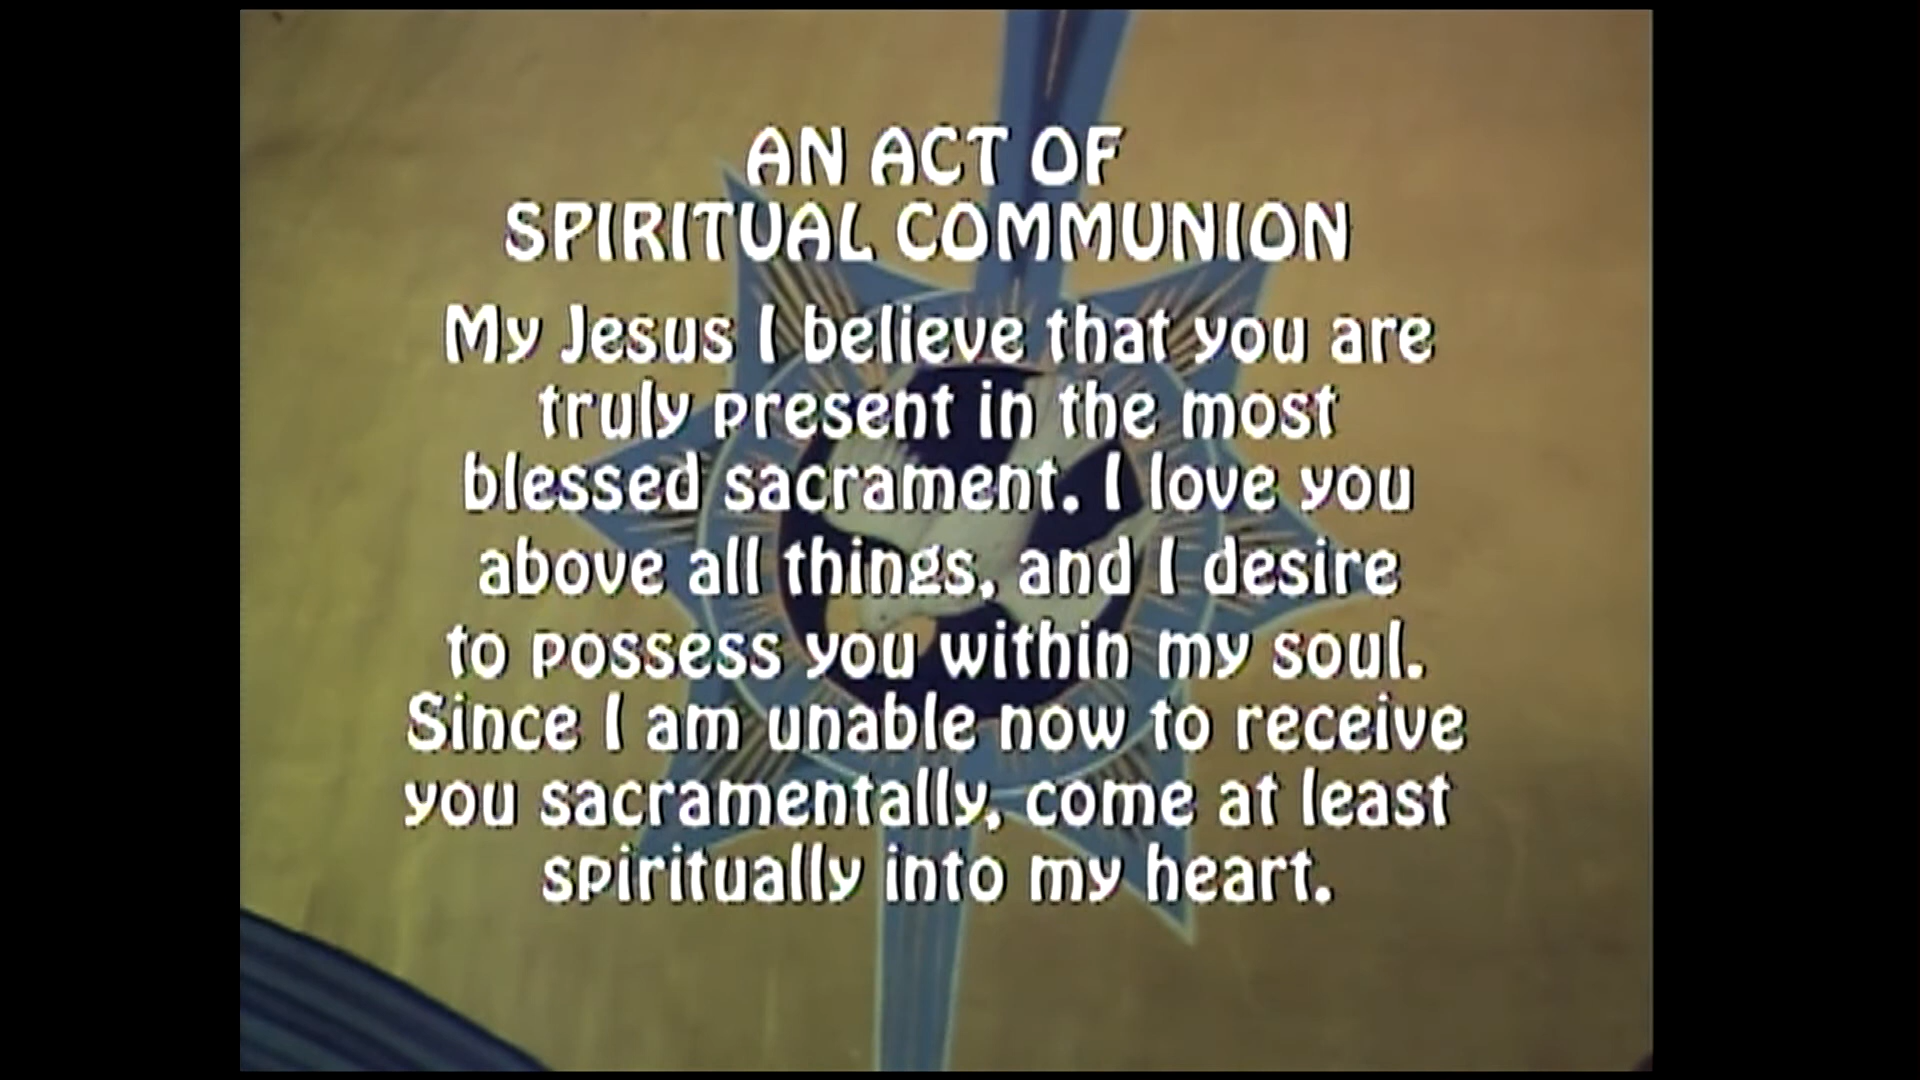 AN ACT OF
SPIRITUAL COMMUNION
My Jesus I believe that you are
truly present in the most
blessed sacrament. I love you
above all things, and I desire
to possess you within my soul.
Since I am unable now to receive
you sacramentally, come at least
spiritually into my heart.